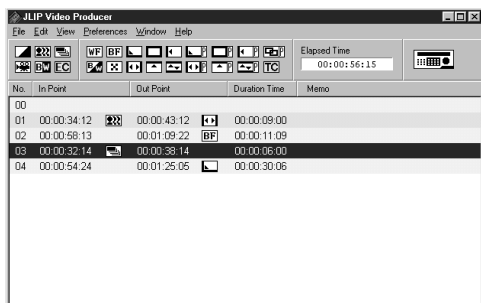 JLIP Video Producer
File Edit View Preferences Window Help
WF BF P P P P
BW EC B/W P P TC
Elapsed Time
00:00:56:15
No. In Point Out Point Duration Time Memo
00
01 00:00:34:12 00:00:43:12 00:00:09:00
02 00:00:58:13 00:01:09:22 BF 00:00:11:09
03 00:00:32:14 00:00:38:14 00:00:06:00
04 00:00:54:24 00:01:25:05 00:00:30:06